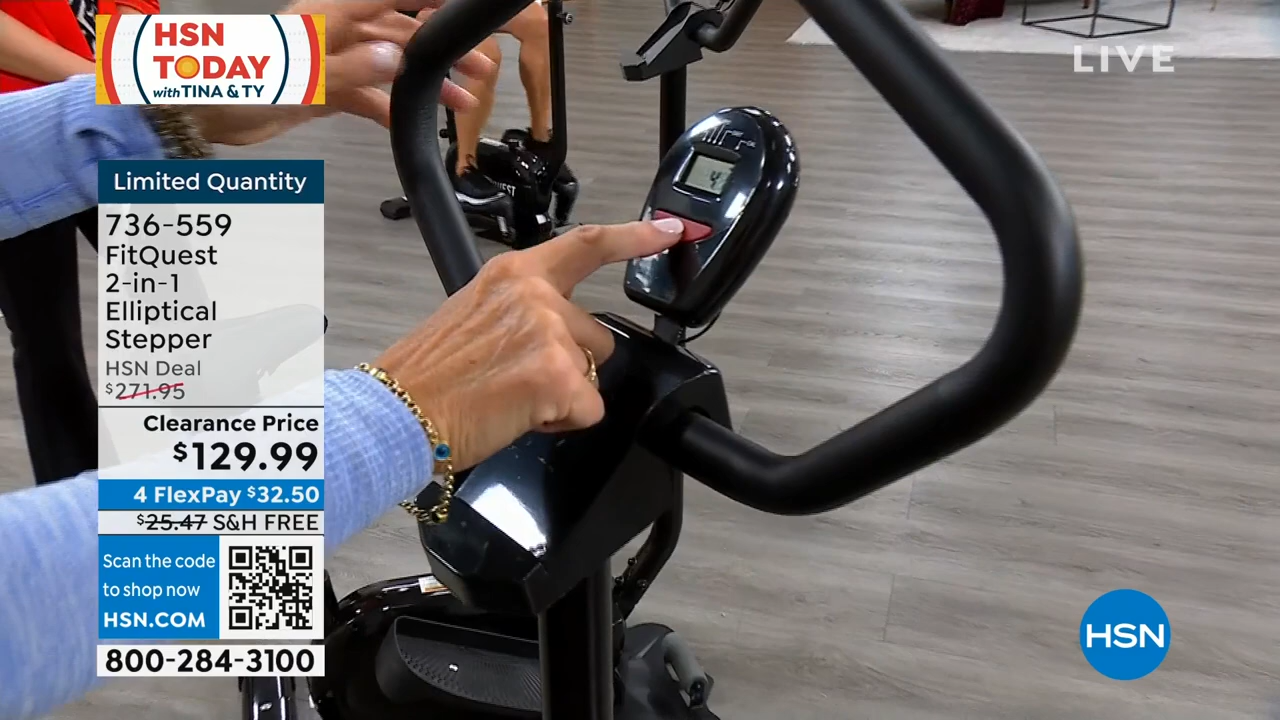 HSN
TODAY
with TINA & TY
LIVE
Limited Quantity
736-559
FitQuest
2-in-1
Elliptical
Stepper
HSN Deal
$271.95
Clearance Price
$129.99
4 FlexPay $32.50
$25.47 S&H FREE
Scan the code
to shop now
HSN.COM
800-284-3100
HSN